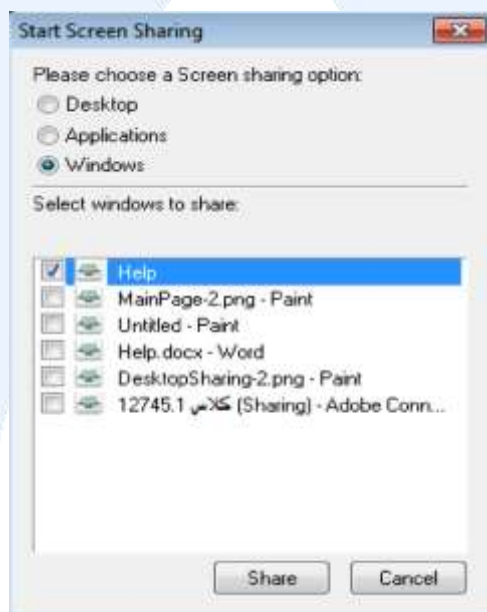 Start Screen Sharing
Please choose a Screen sharing option:
Desktop
Applications
Windows
Select windows to share:
Help
MainPage-2.png - Paint
Untitled - Paint
Help.docx - Word
DesktopSharing-2.png - Paint
12745.1 کلاس (Sharing) - Adobe Conn...
Share
Cancel